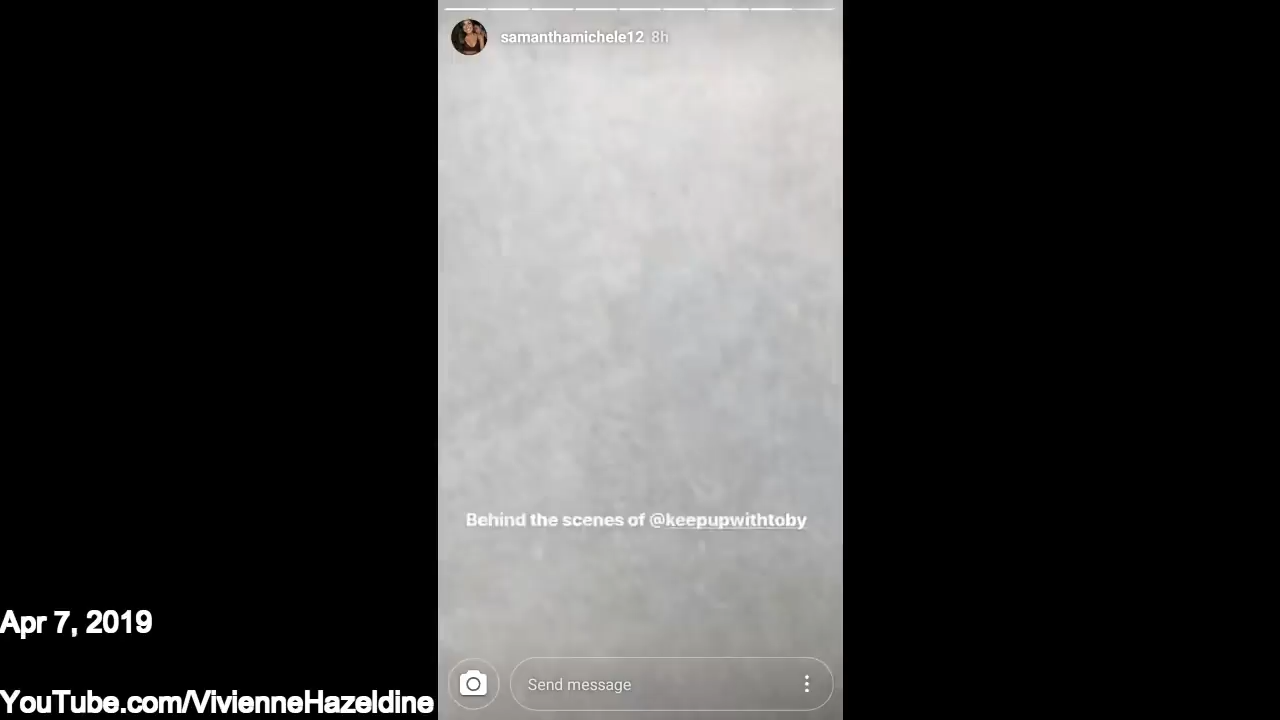 samanthamichele12 8h
Behind the scenes of @keepupwithtoby
Apr 7, 2019
Send message
YouTube.com/VivienneHazeldine